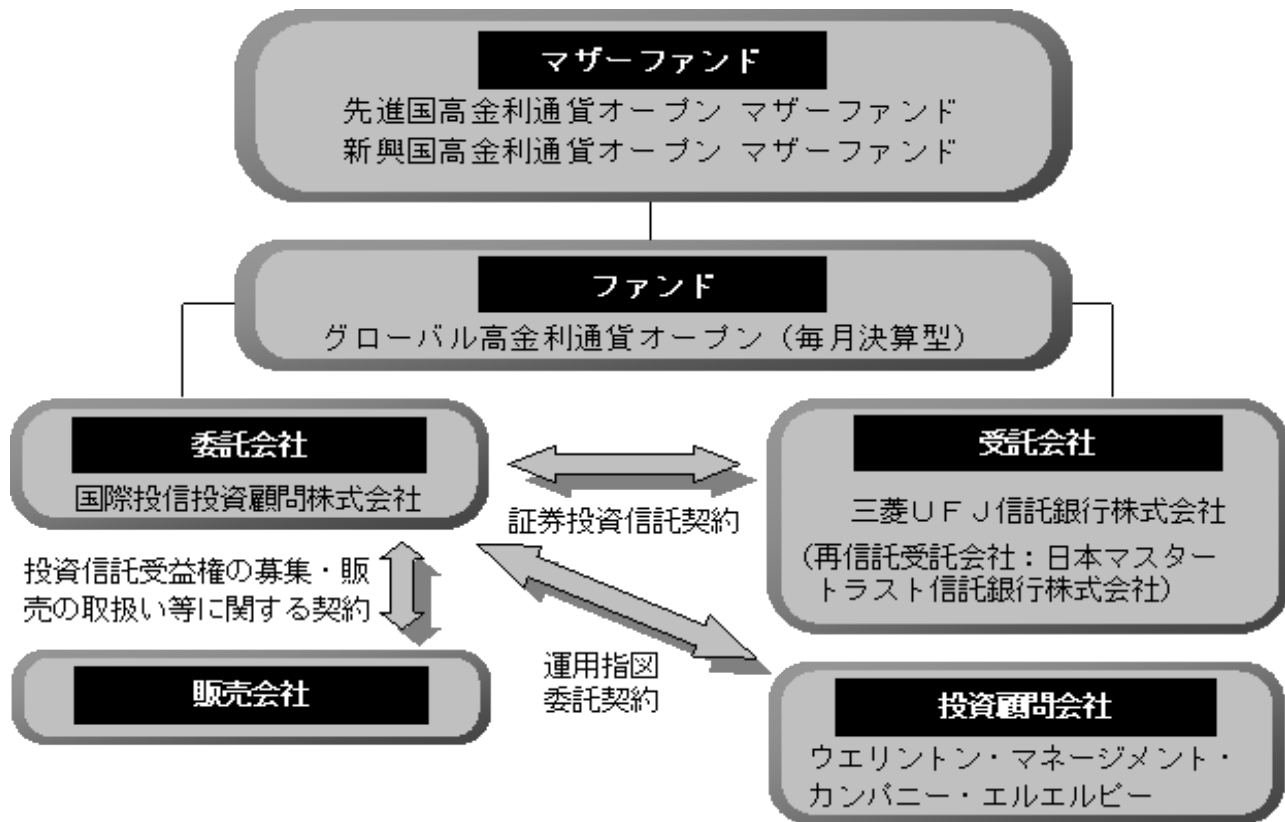 マザーファンド
先進国高金利通貨オープン マザーファンド
新興国高金利通貨オープン マザーファンド
ファンド
グローバル高金利通貨オープン（毎月決算型）
委託会社
国際投信投資顧問株式会社
証券投資信託契約
受託会社
三菱ＵＦＪ信託銀行株式会社
（再信託受託会社：日本マスター
トラスト信託銀行株式会社）
投資信託受益権の募集・販
売の取扱い等に関する契約
運用指図
委託契約
販売会社
投資顧問会社
ウエリントン・マネージメント・
カンパニー・エルエルピー